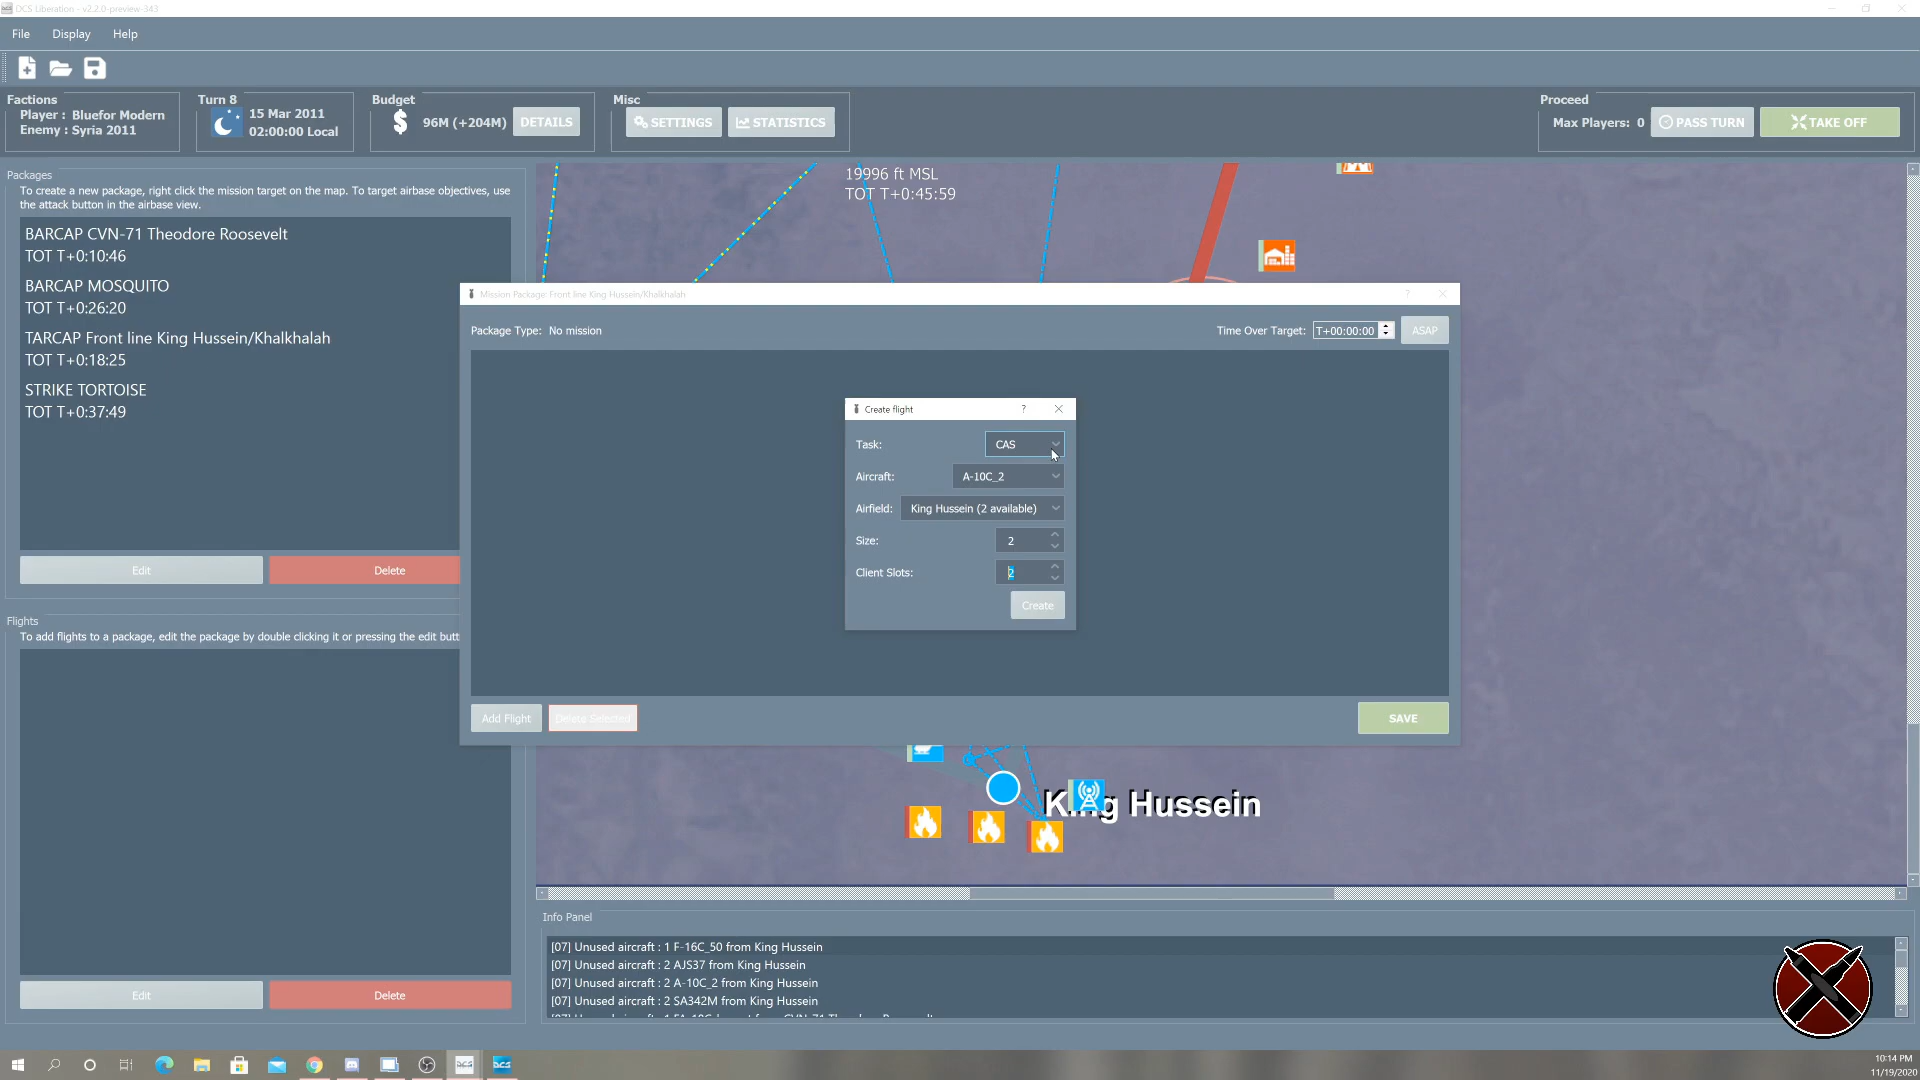 DCS Liberation - v2.2.0-preview-343
File
Display
Help
Factions
Player : Bluefor Modern
Enemy : Syria 2011
Turn 8
15 Mar 2011
02:00:00 Local
Budget
$ 96M (+204M)
DETAILS
Misc
SETTINGS
STATISTICS
Proceed
Max Players: 0
PASS TURN
TAKE OFF
Packages
To create a new package, right click the mission target on the map. To target airbase objectives, use
the attack button in the airbase view.
BARCAP CVN-71 Theodore Roosevelt
TOT T+0:10:46
BARCAP MOSQUITO
TOT T+0:26:20
TARCAP Front line King Hussein/Khalkhalah
TOT T+0:18:25
STRIKE TORTOISE
TOT T+0:37:49
Edit
Delete
Flights
To add flights to a package, edit the package by double clicking it or pressing the edit butt
Edit
Delete
19996 ft MSL
TOT T+0:45:59
Mission Package: Front line King Hussein/Khalkhalah
?
Package Type: No mission
Time Over Target: T+00:00:00
ASAP
Create flight
?
Task: CAS
Aircraft: A-10C_2
Airfield: King Hussein (2 available)
Size: 2
Client Slots: 2
Create
Add Flight
Delete Selected
SAVE
King Hussein
Info Panel
[07] Unused aircraft : 1 F-16C_50 from King Hussein
[07] Unused aircraft : 2 AJS37 from King Hussein
[07] Unused aircraft : 2 A-10C_2 from King Hussein
[07] Unused aircraft : 2 SA342M from King Hussein
DCS
DCS
10:14 PM
11/19/2020